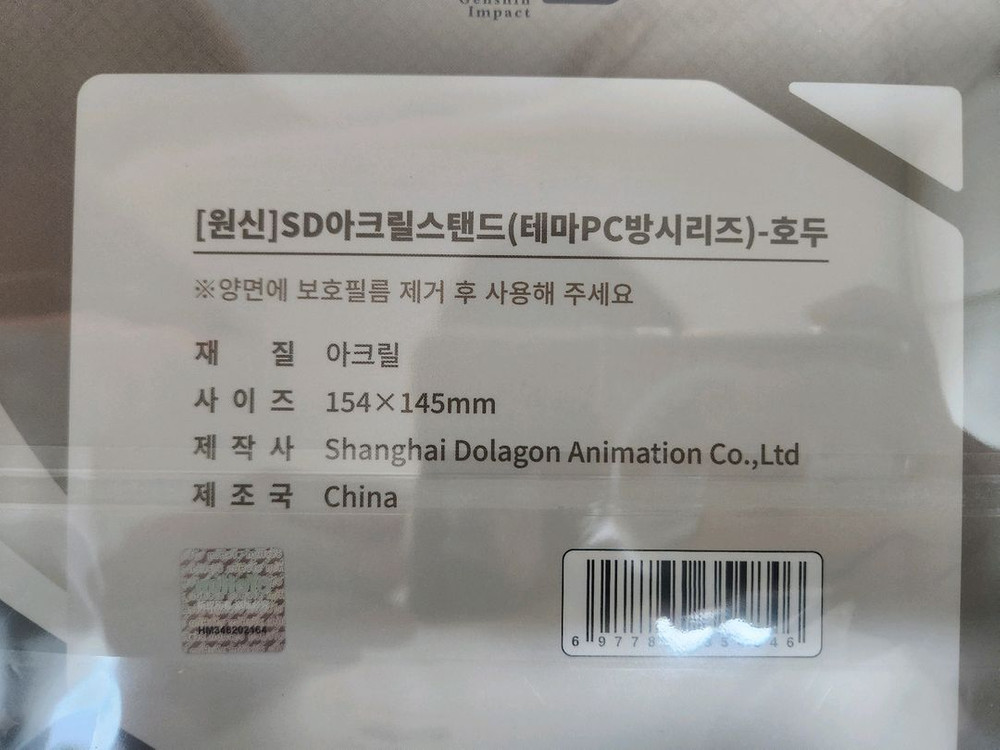 Genshin
Impact
[원신]SD아크릴스탠드(테마PC방시리즈)-호두
※양면에 보호필름 제거 후 사용해 주세요
재 질 아크릴
사 이 즈 154×145mm
제 작 사 Shanghai Dolagon Animation Co.,Ltd
제 조 국 China